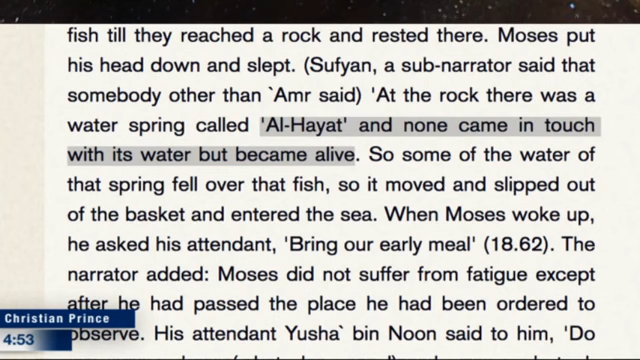 fish till they reached a rock and rested there. Moses put
his head down and slept. (Sufyan, a sub-narrator said that
somebody other than `Amr said) 'At the rock there was a
water spring called 'Al-Hayat' and none came in touch
with its water but became alive. So some of the water of
that spring fell over that fish, so it moved and slipped out
of the basket and entered the sea. When Moses woke up,
he asked his attendant, 'Bring our early meal' (18.62). The
narrator added: Moses did not suffer from fatigue except
after he had passed the place he had been ordered to
observe. His attendant Yusha` bin Noon said to him, 'Do
Christian Prince
4:53